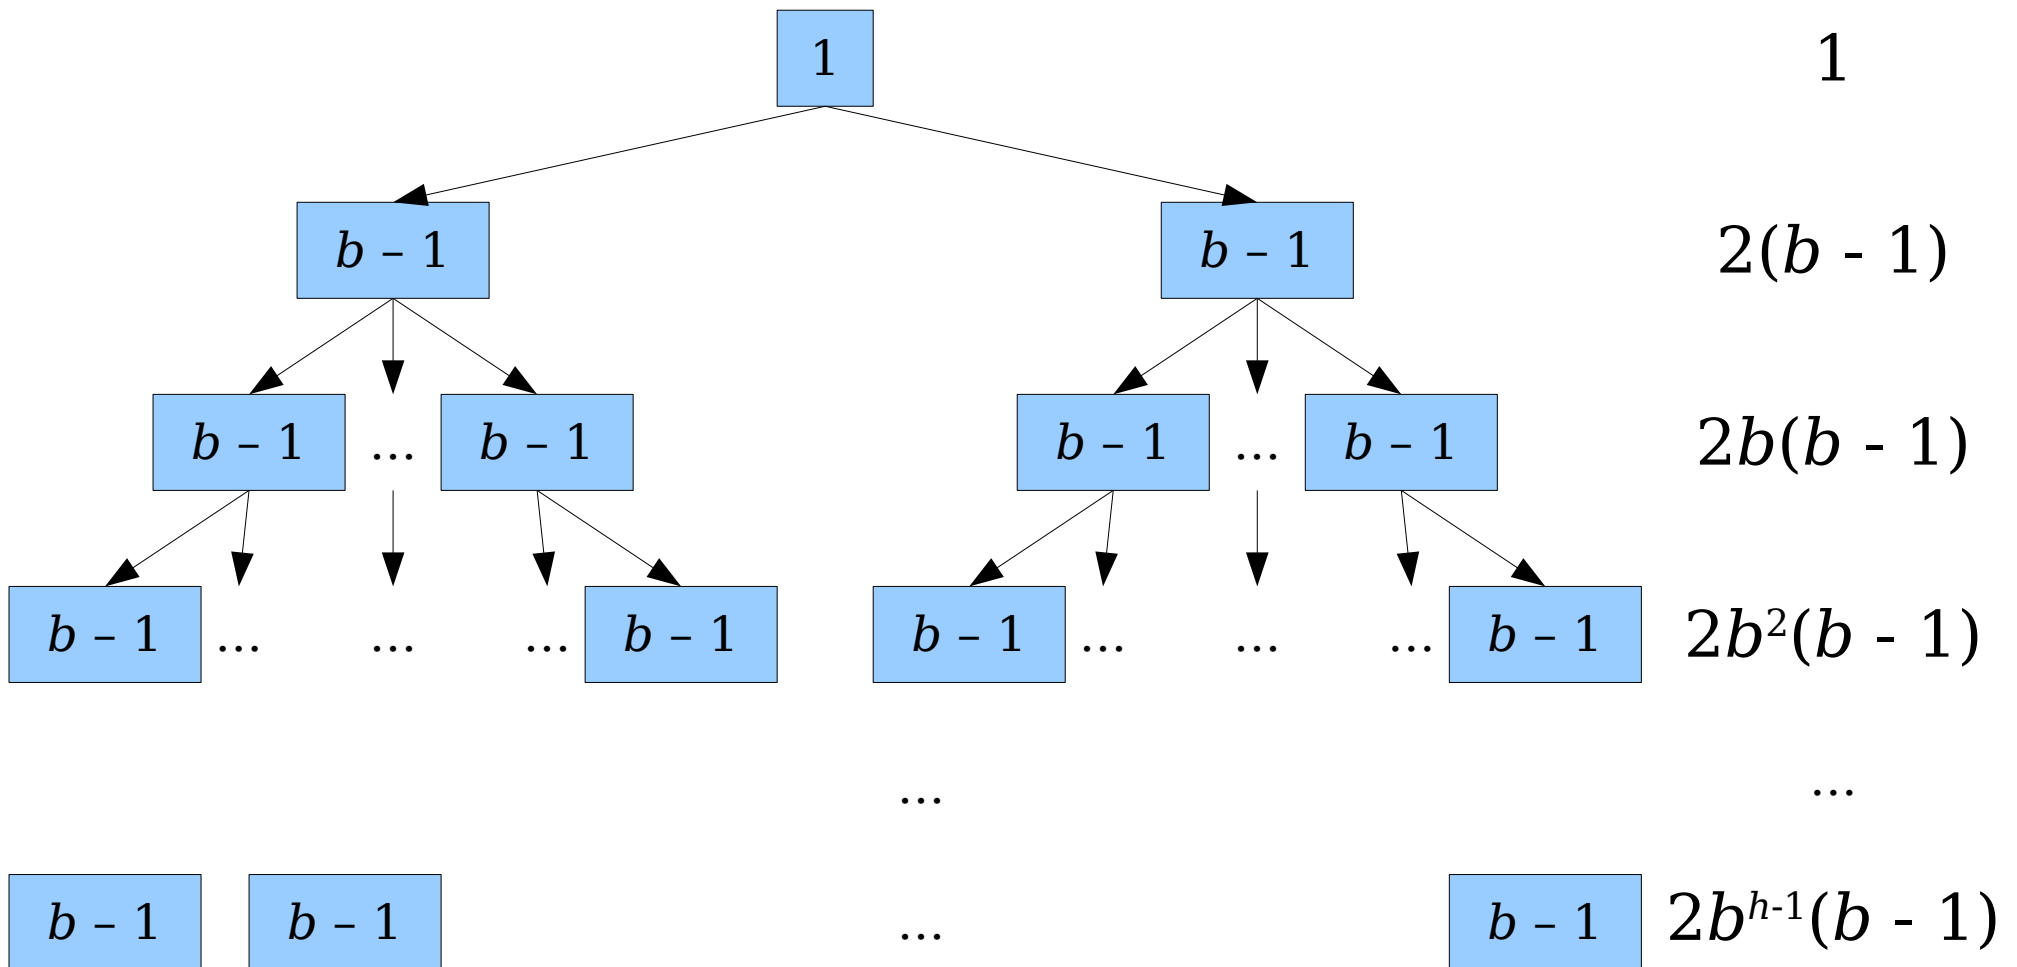 1 1
b – 1 b – 1 2(b - 1)
b – 1 ... b – 1 b – 1 ... b – 1 2b(b - 1)
b – 1 ... ... ... b – 1 b – 1 ... ... ... b – 1 2b²(b - 1)
... ...
b – 1 b – 1 ... b – 1 2bʰ⁻¹(b - 1)